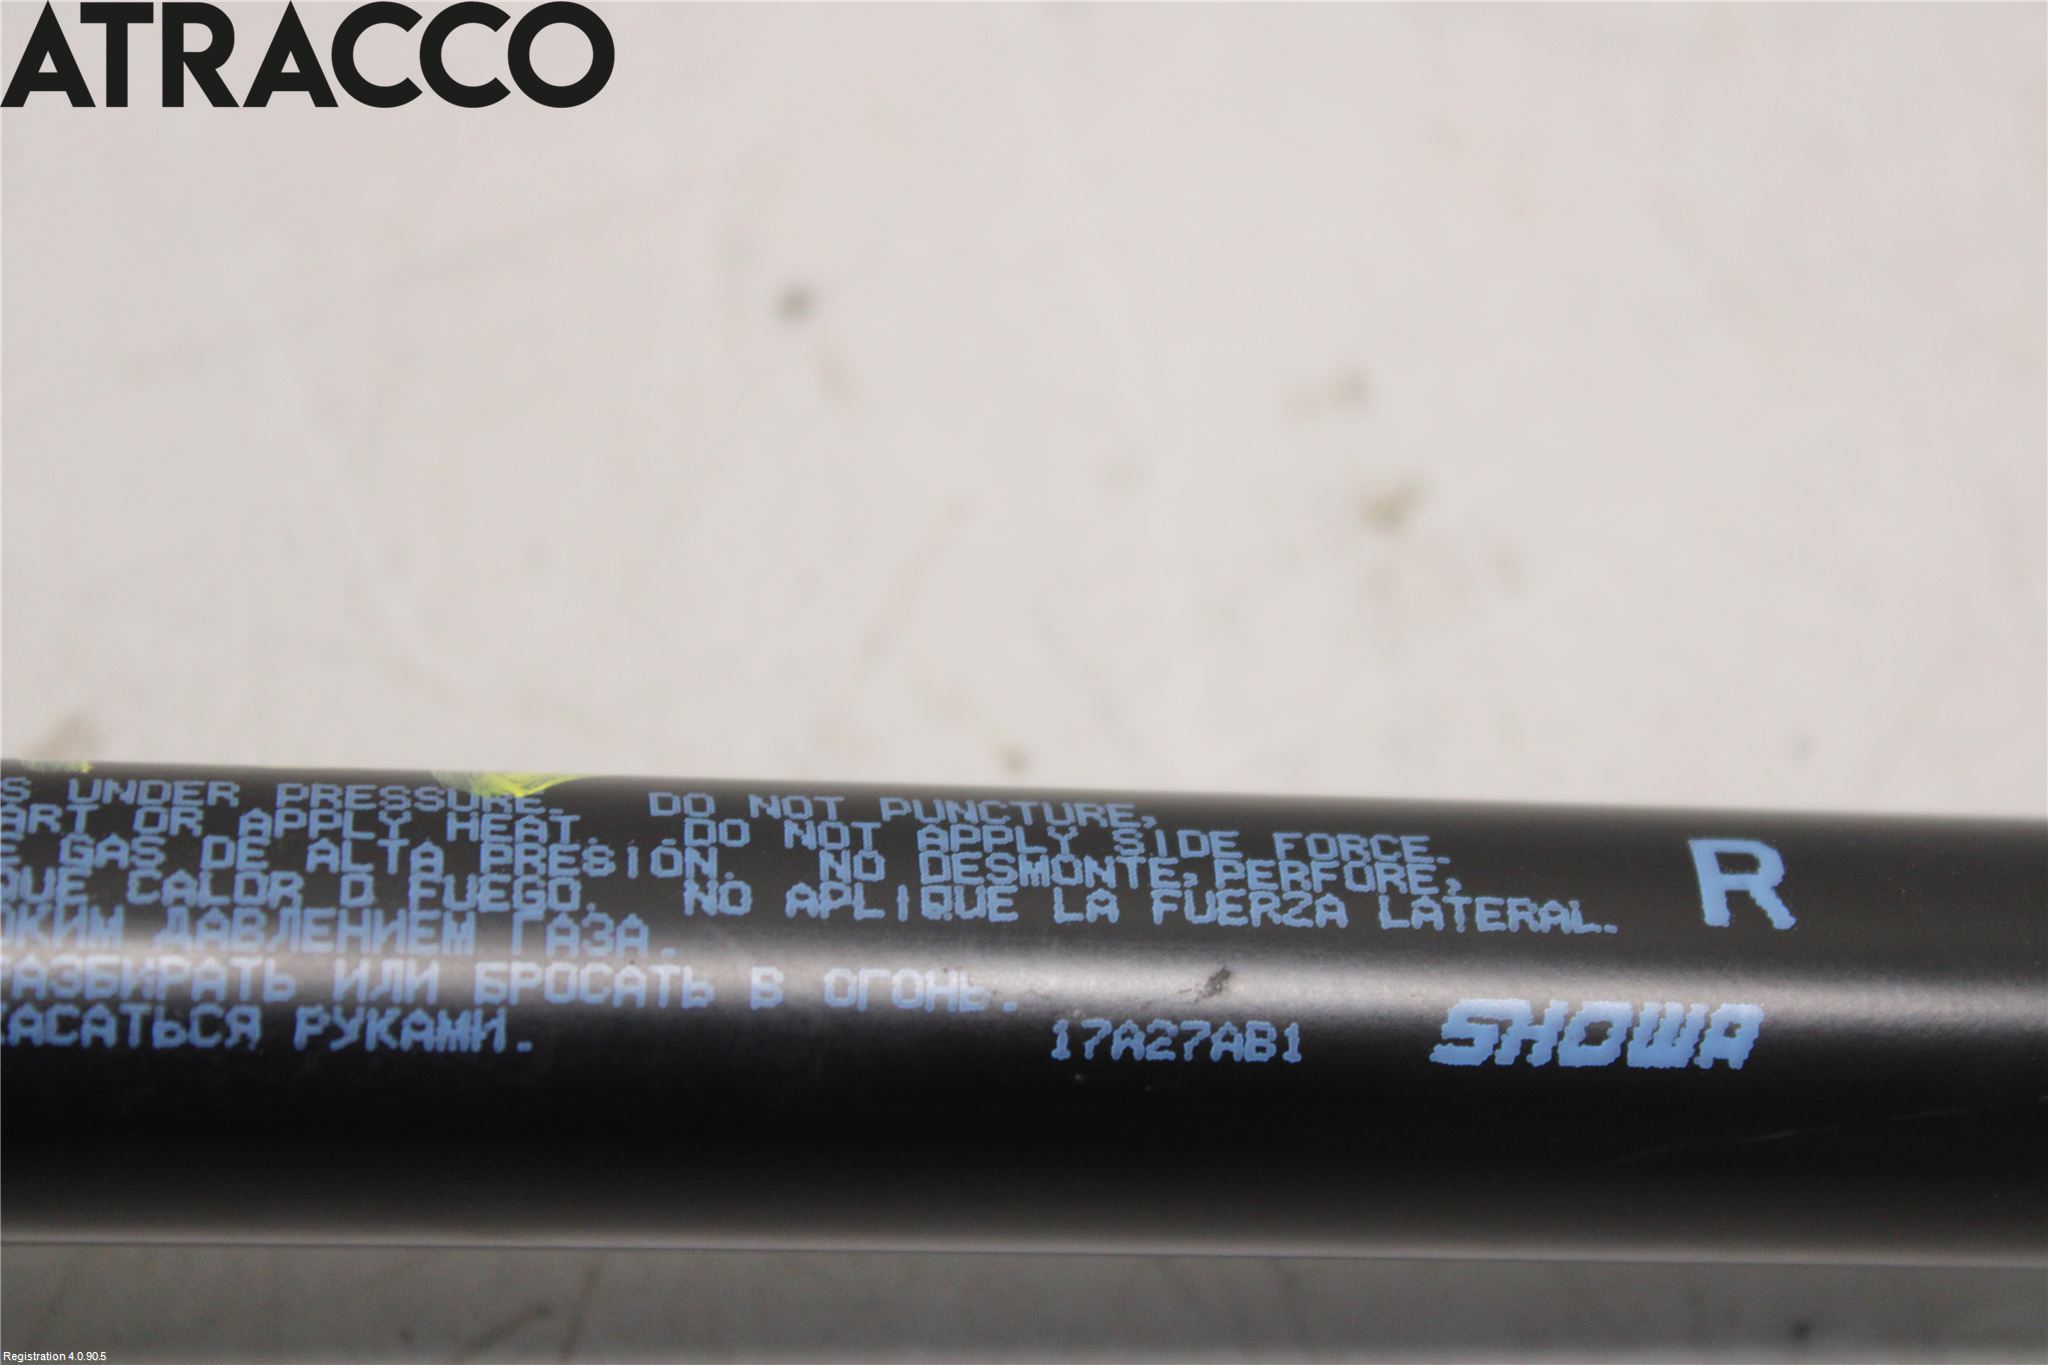 ATRACCO
UNDER PRESSURE. DO NOT PUNCTURE,
OR APPLY HEAT. DO NOT APPLY SIDE FORCE.
GAS DE ALTA PRESIÓN. NO DESMONTE, PERFORE,
QUE CALOR O FUEGO. NO APLIQUE LA FUERZA LATERAL.
ДАВЛЕНИЕМ ГАЗА.
РАЗБИРАТЬ ИЛИ БРОСАТЬ В ОГОНЬ.
КАСАТЬСЯ РУКАМИ.
17A27AB1
SHOWA
R
Registration 4.0.90.5